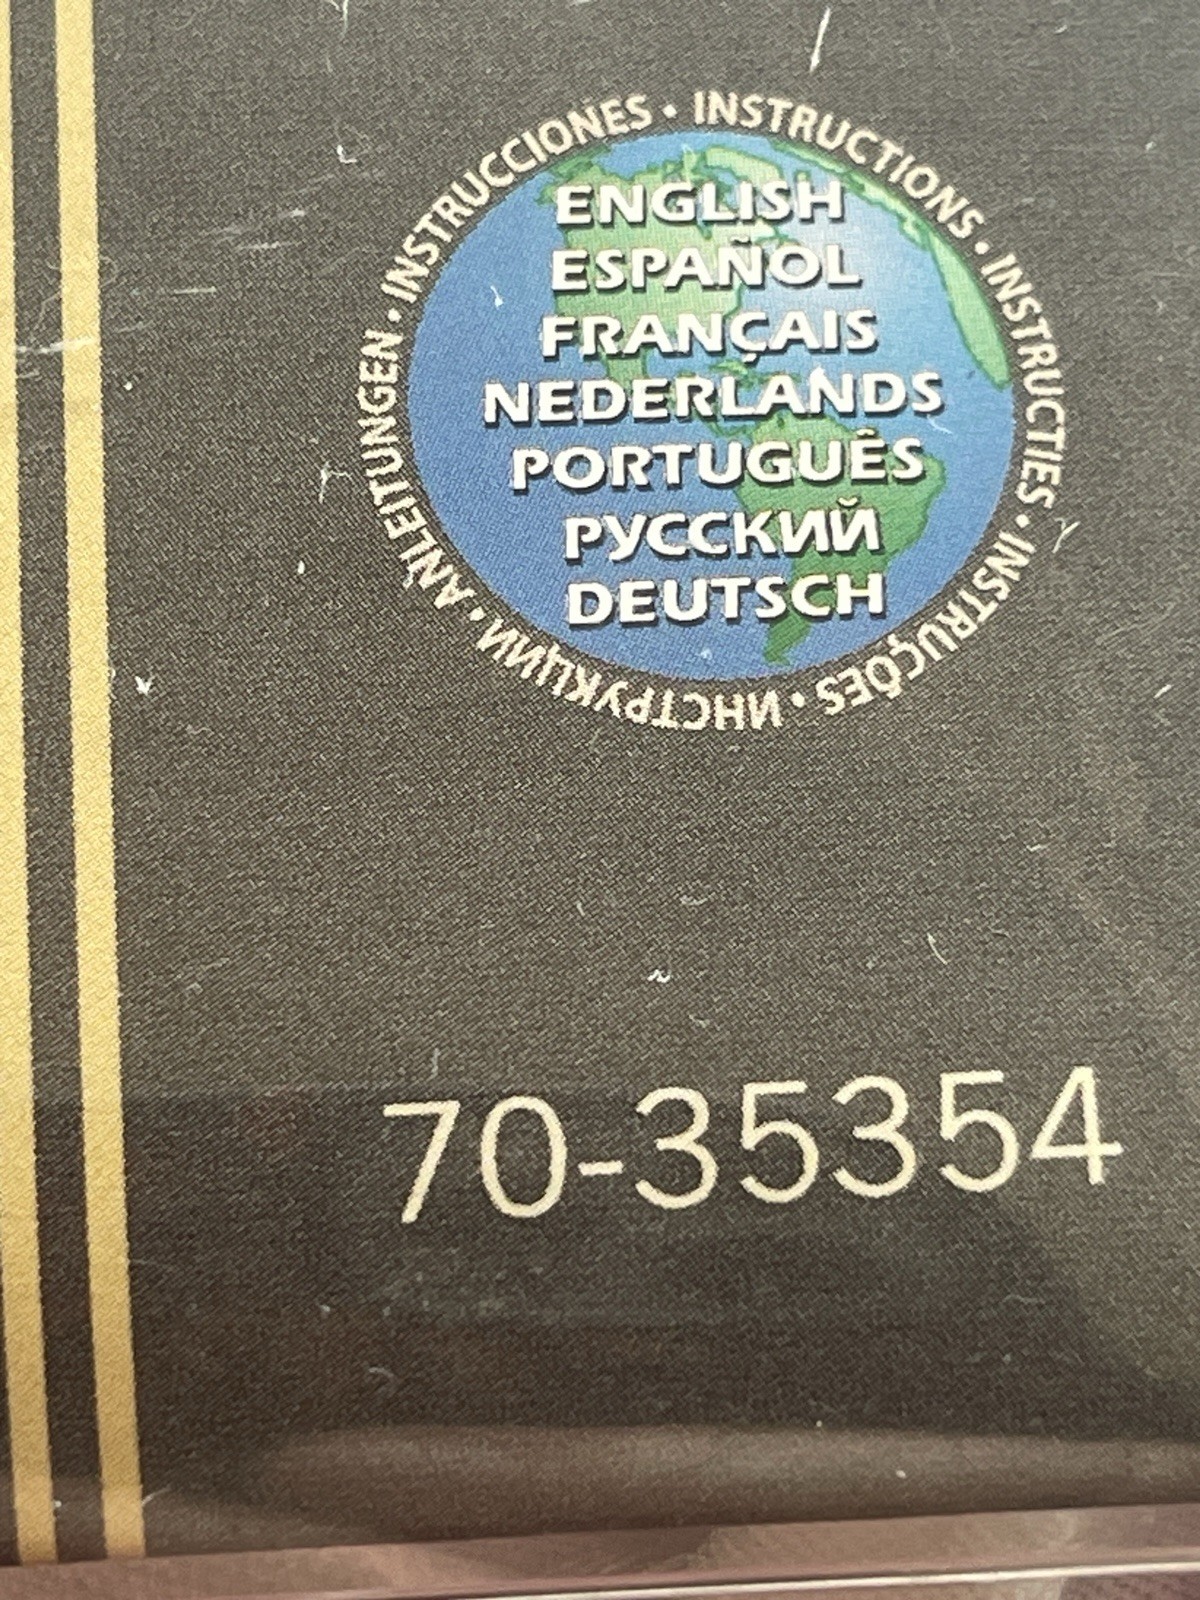 INSTRUCCIONES • INSTRUCTIONS • INSTRUCTIES • INSTRUÇÕES • ИНСТРУКЦИИ • ANLEITUNGEN •
ENGLISH
ESPAÑOL
FRANÇAIS
NEDERLANDS
PORTUGUÊS
РУССКИЙ
DEUTSCH
70-35354